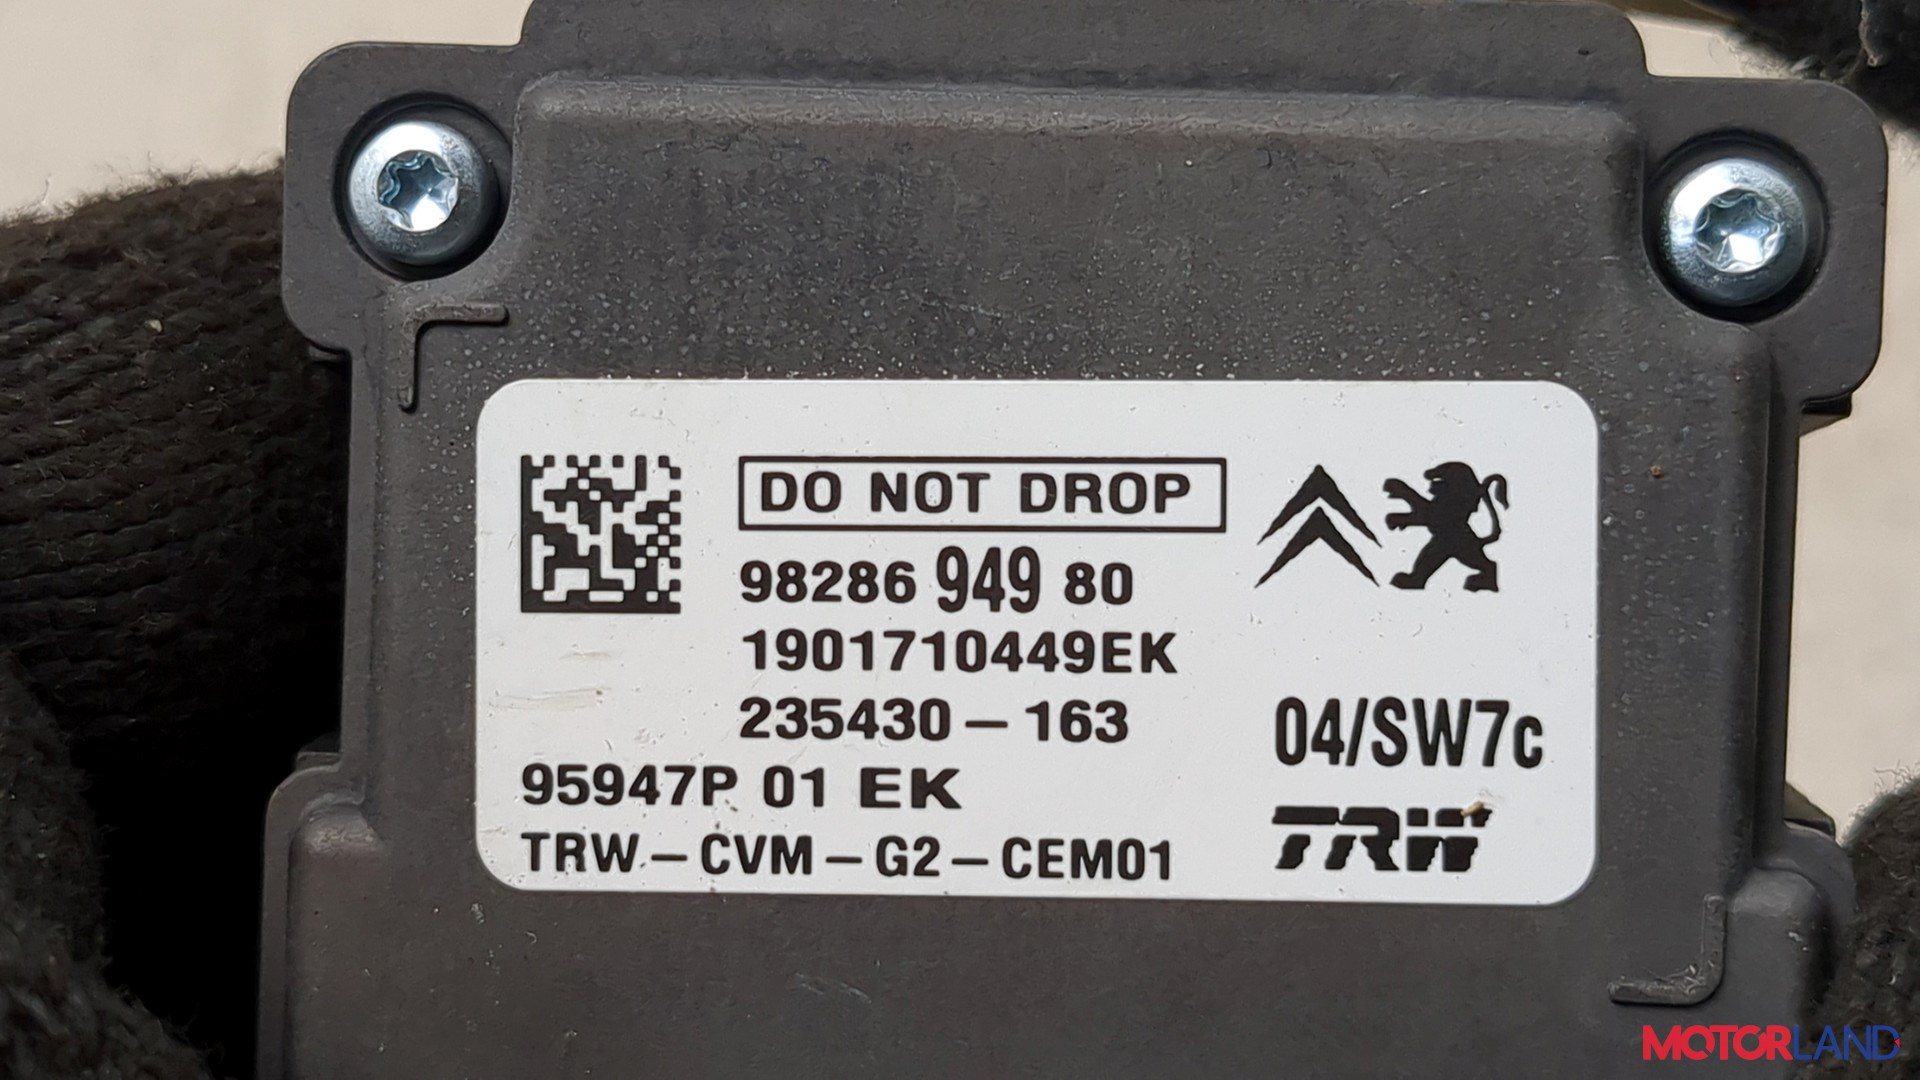 DO NOT DROP
98286 949 80
1901710449EK
235430-163
04/SW7c
95947P 01 EK
TRW-CVM-G2-CEM01
TRW
MOTORLAND